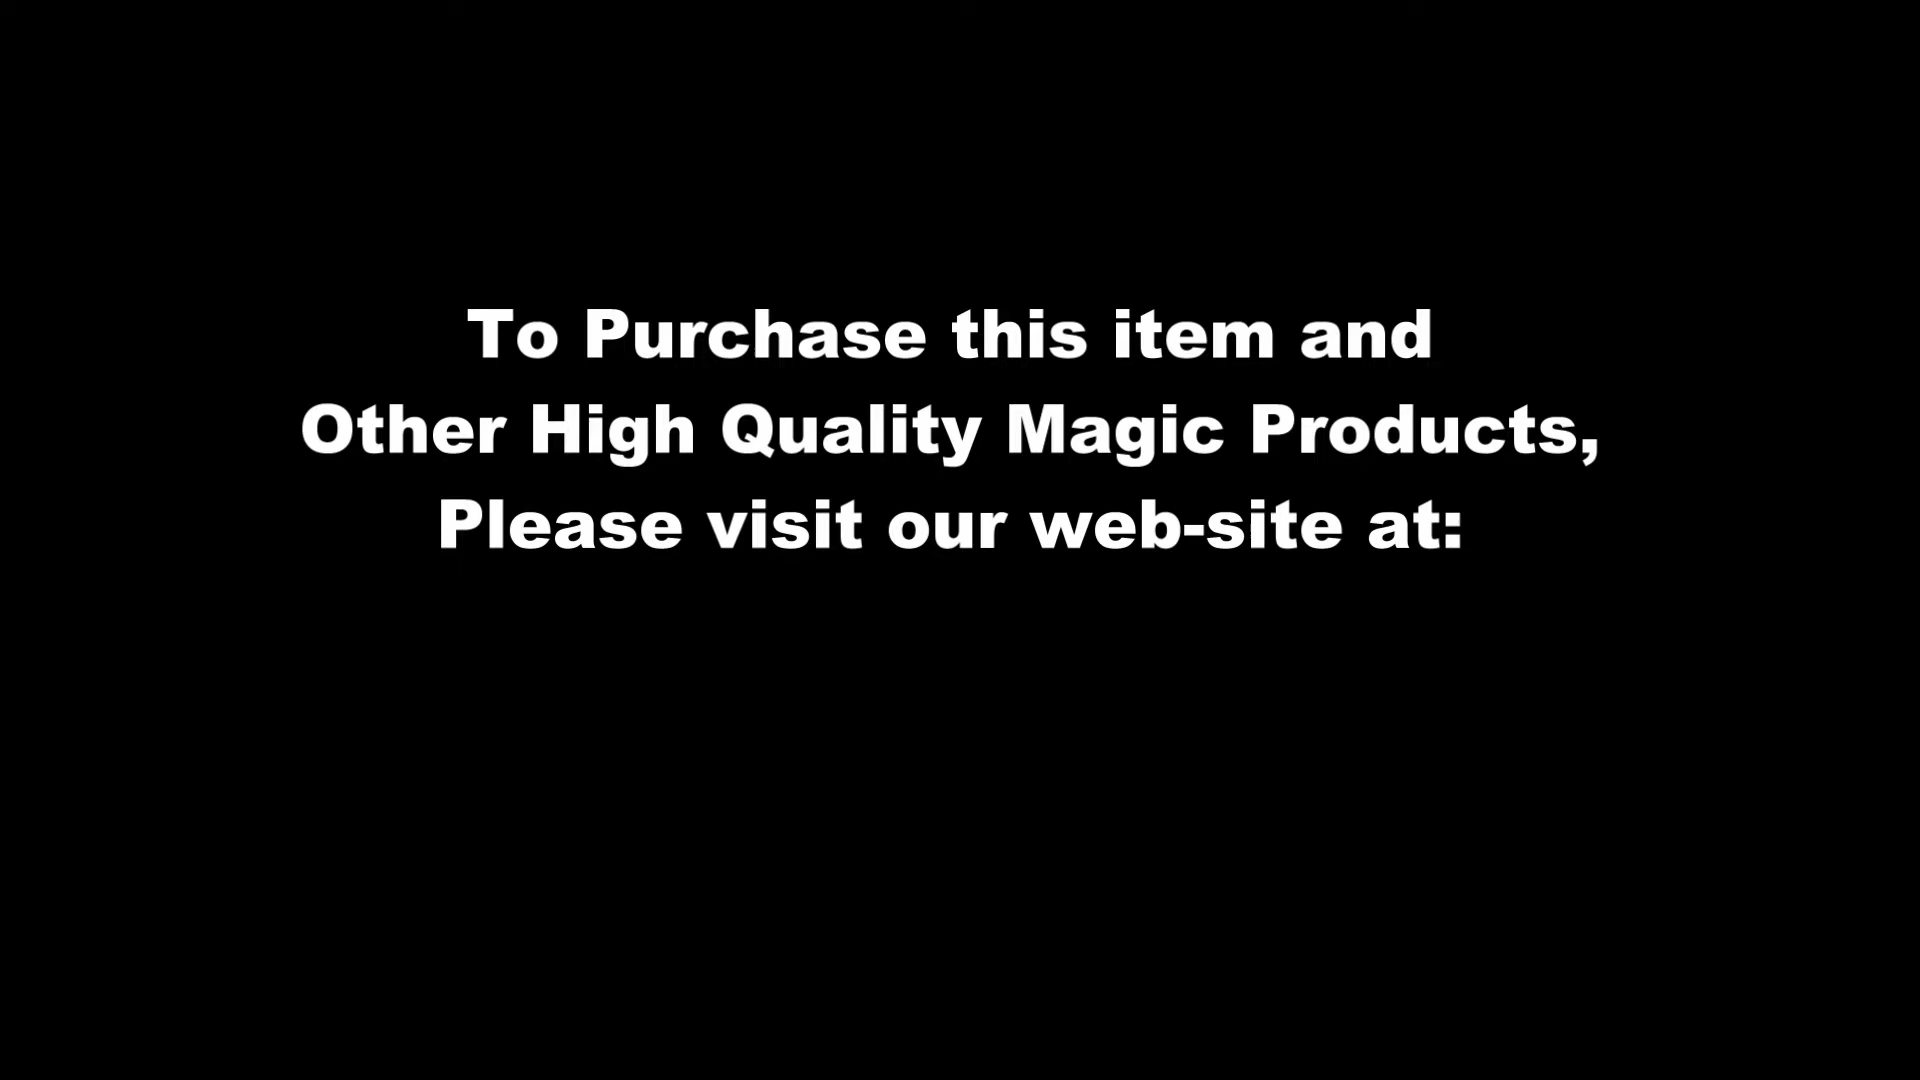 To Purchase this item and
Other High Quality Magic Products,
Please visit our web-site at: